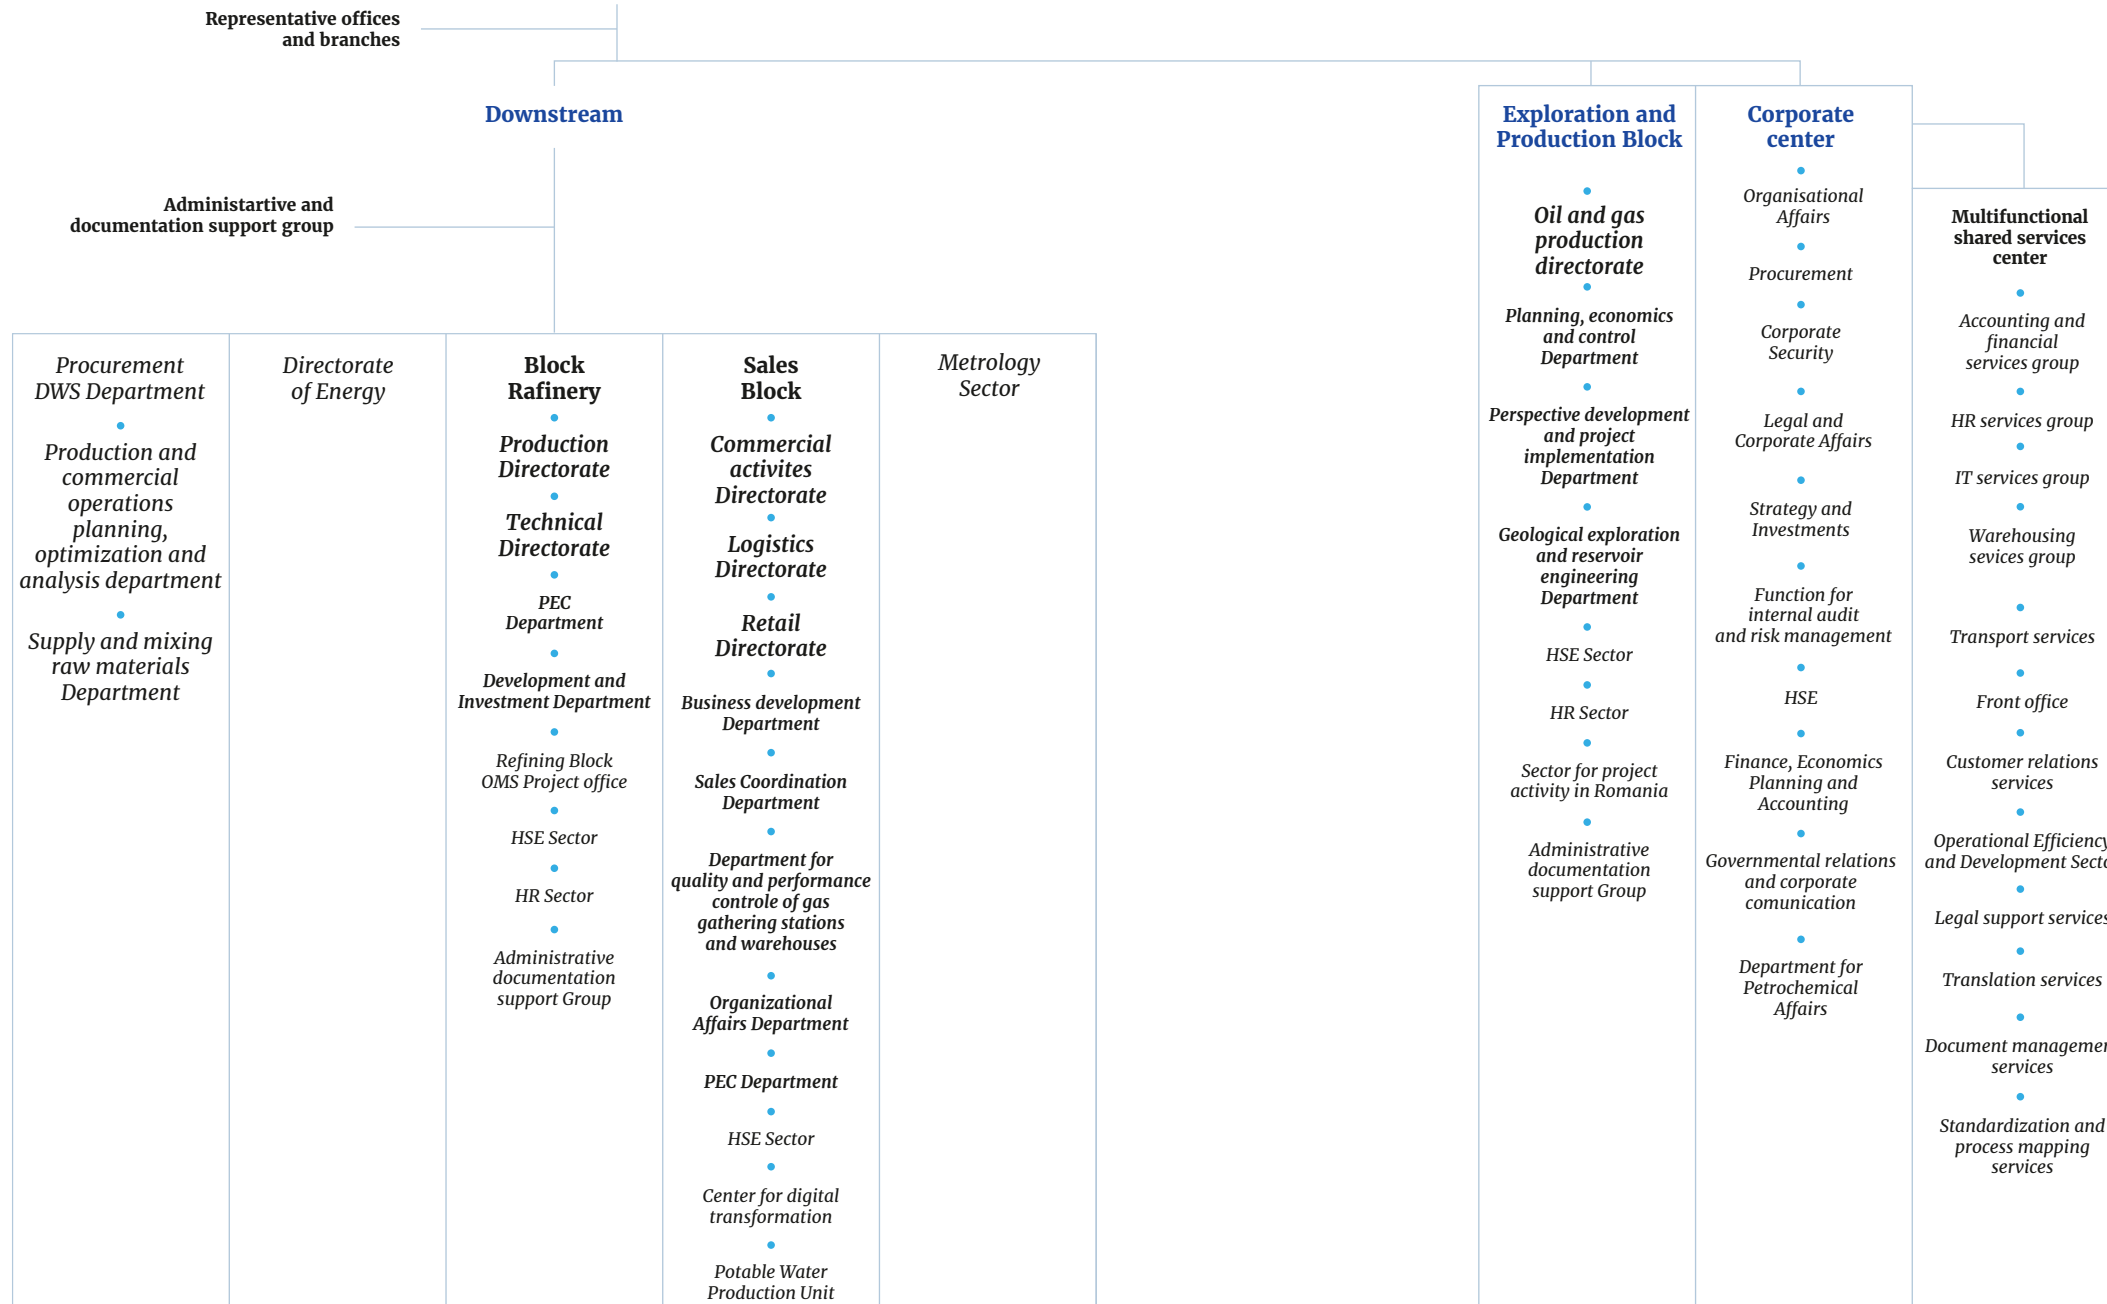 Representative offices
and branches
Downstream
Administartive and
documentation support group
Procurement
DWS Department
Production and
commercial
operations
planning,
optimization and
analysis department
Supply and mixing
raw materials
Department
Directorate
of Energy
Block
Rafinery
Production
Directorate
Technical
Directorate
PEC
Department
Development and
Investment Department
Refining Block
OMS Project office
HSE Sector
HR Sector
Administrative
documentation
support Group
Sales
Block
Commercial
activites
Directorate
Logistics
Directorate
Retail
Directorate
Business development
Department
Sales Coordination
Department
Department for
quality and performance
controle of gas
gathering stations
and warehouses
Organizational
Affairs Department
PEC Department
HSE Sector
Center for digital
transformation
Potable Water
Production Unit
Metrology
Sector
Exploration and
Production Block
Oil and gas
production
directorate
Planning, economics
and control
Department
Perspective development
and project
implementation
Department
Geological exploration
and reservoir
engineering
Department
HSE Sector
HR Sector
Sector for project
activity in Romania
Administrative
documentation
support Group
Corporate
center
Organisational
Affairs
Procurement
Corporate
Security
Legal and
Corporate Affairs
Strategy and
Investments
Function for
internal audit
and risk management
HSE
Finance, Economics
Planning and
Accounting
Governmental relations
and corporate
comunication
Department for
Petrochemical
Affairs
Multifunctional
shared services
center
Accounting and
financial
services group
HR services group
IT services group
Warehousing
sevices group
Transport services
Front office
Customer relations
services
Operational Efficiency
and Development Secto
Legal support services
Translation services
Document managemen
services
Standardization and
process mapping
services